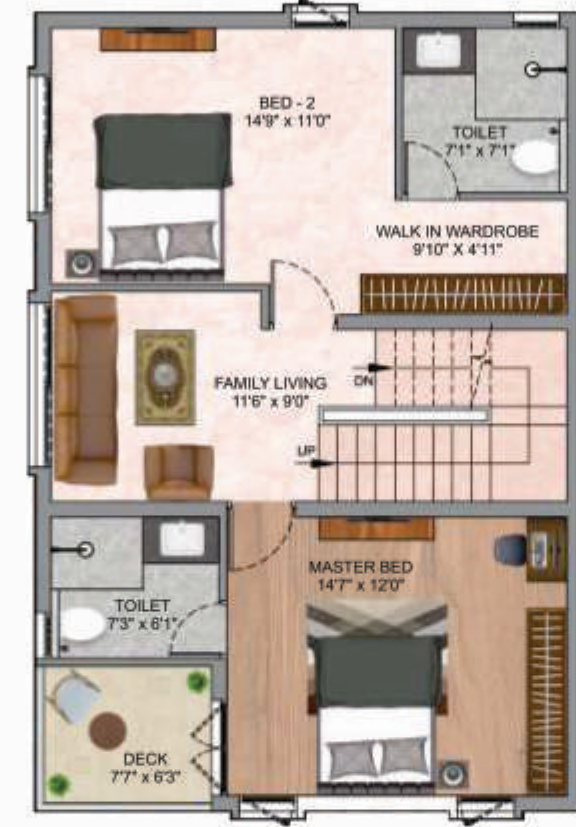 BED - 2
14'9" x 11'0"
TOILET
7'1" x 7'1"
WALK IN WARDROBE
9'10" X 4'11"
FAMILY LIVING
11'6" x 9'0"
DN
UP
MASTER BED
14'7" x 12'0"
TOILET
7'3" x 6'1"
DECK
7'7" x 6'3"